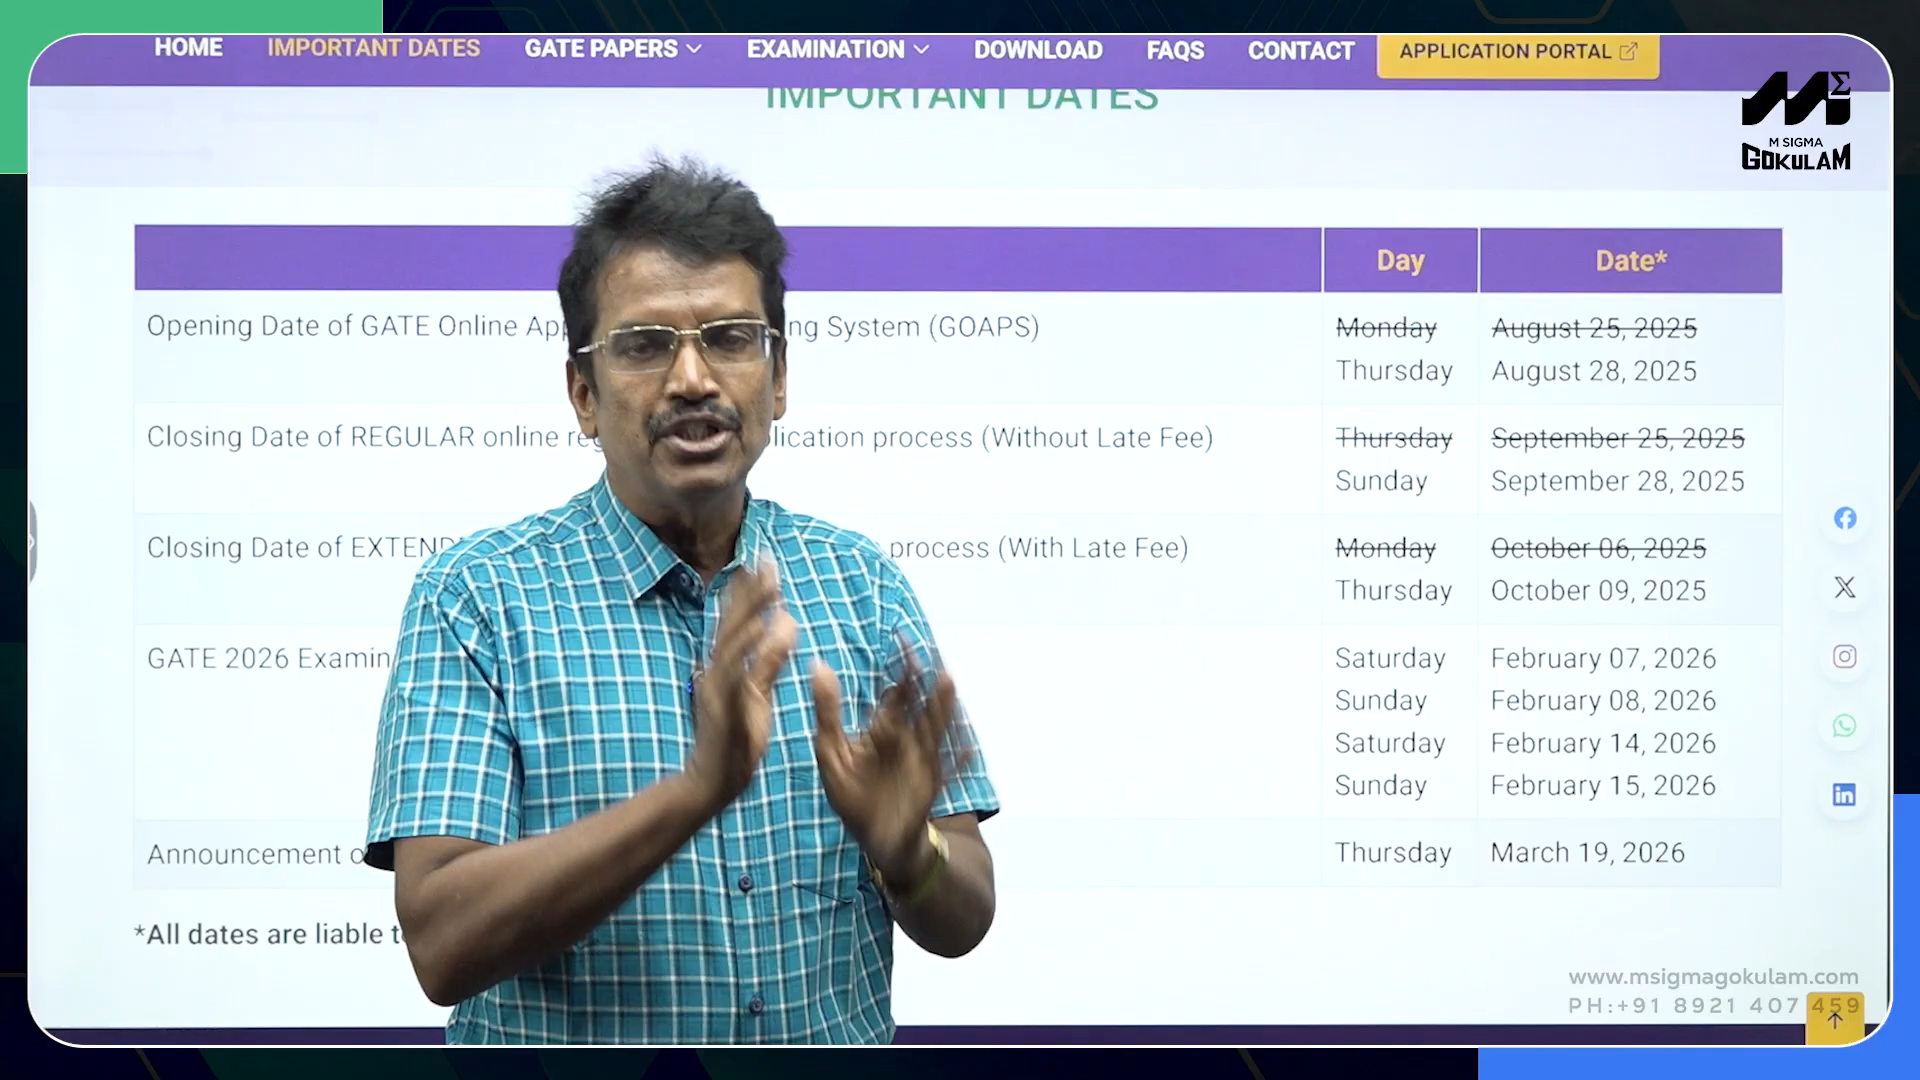 HOME IMPORTANT DATES GATE PAPERS EXAMINATION DOWNLOAD FAQS CONTACT APPLICATION PORTAL
IMPORTANT DATES
M SIGMA
GOKULAM
Day Date*
Opening Date of GATE Online ng System (GOAPS) Monday August 25, 2025
Thursday August 28, 2025
Closing Date of REGULAR online process (Without Late Fee) Thursday September 25, 2025
Sunday September 28, 2025
Closing Date of process (With Late Fee) Monday October 06, 2025
Thursday October 09, 2025
GATE 2026 Examin Saturday February 07, 2026
Sunday February 08, 2026
Saturday February 14, 2026
Sunday February 15, 2026
Announcement Thursday March 19, 2026
*All dates are liable
www.msigmagokulam.com
PH:+91 8921 407 459